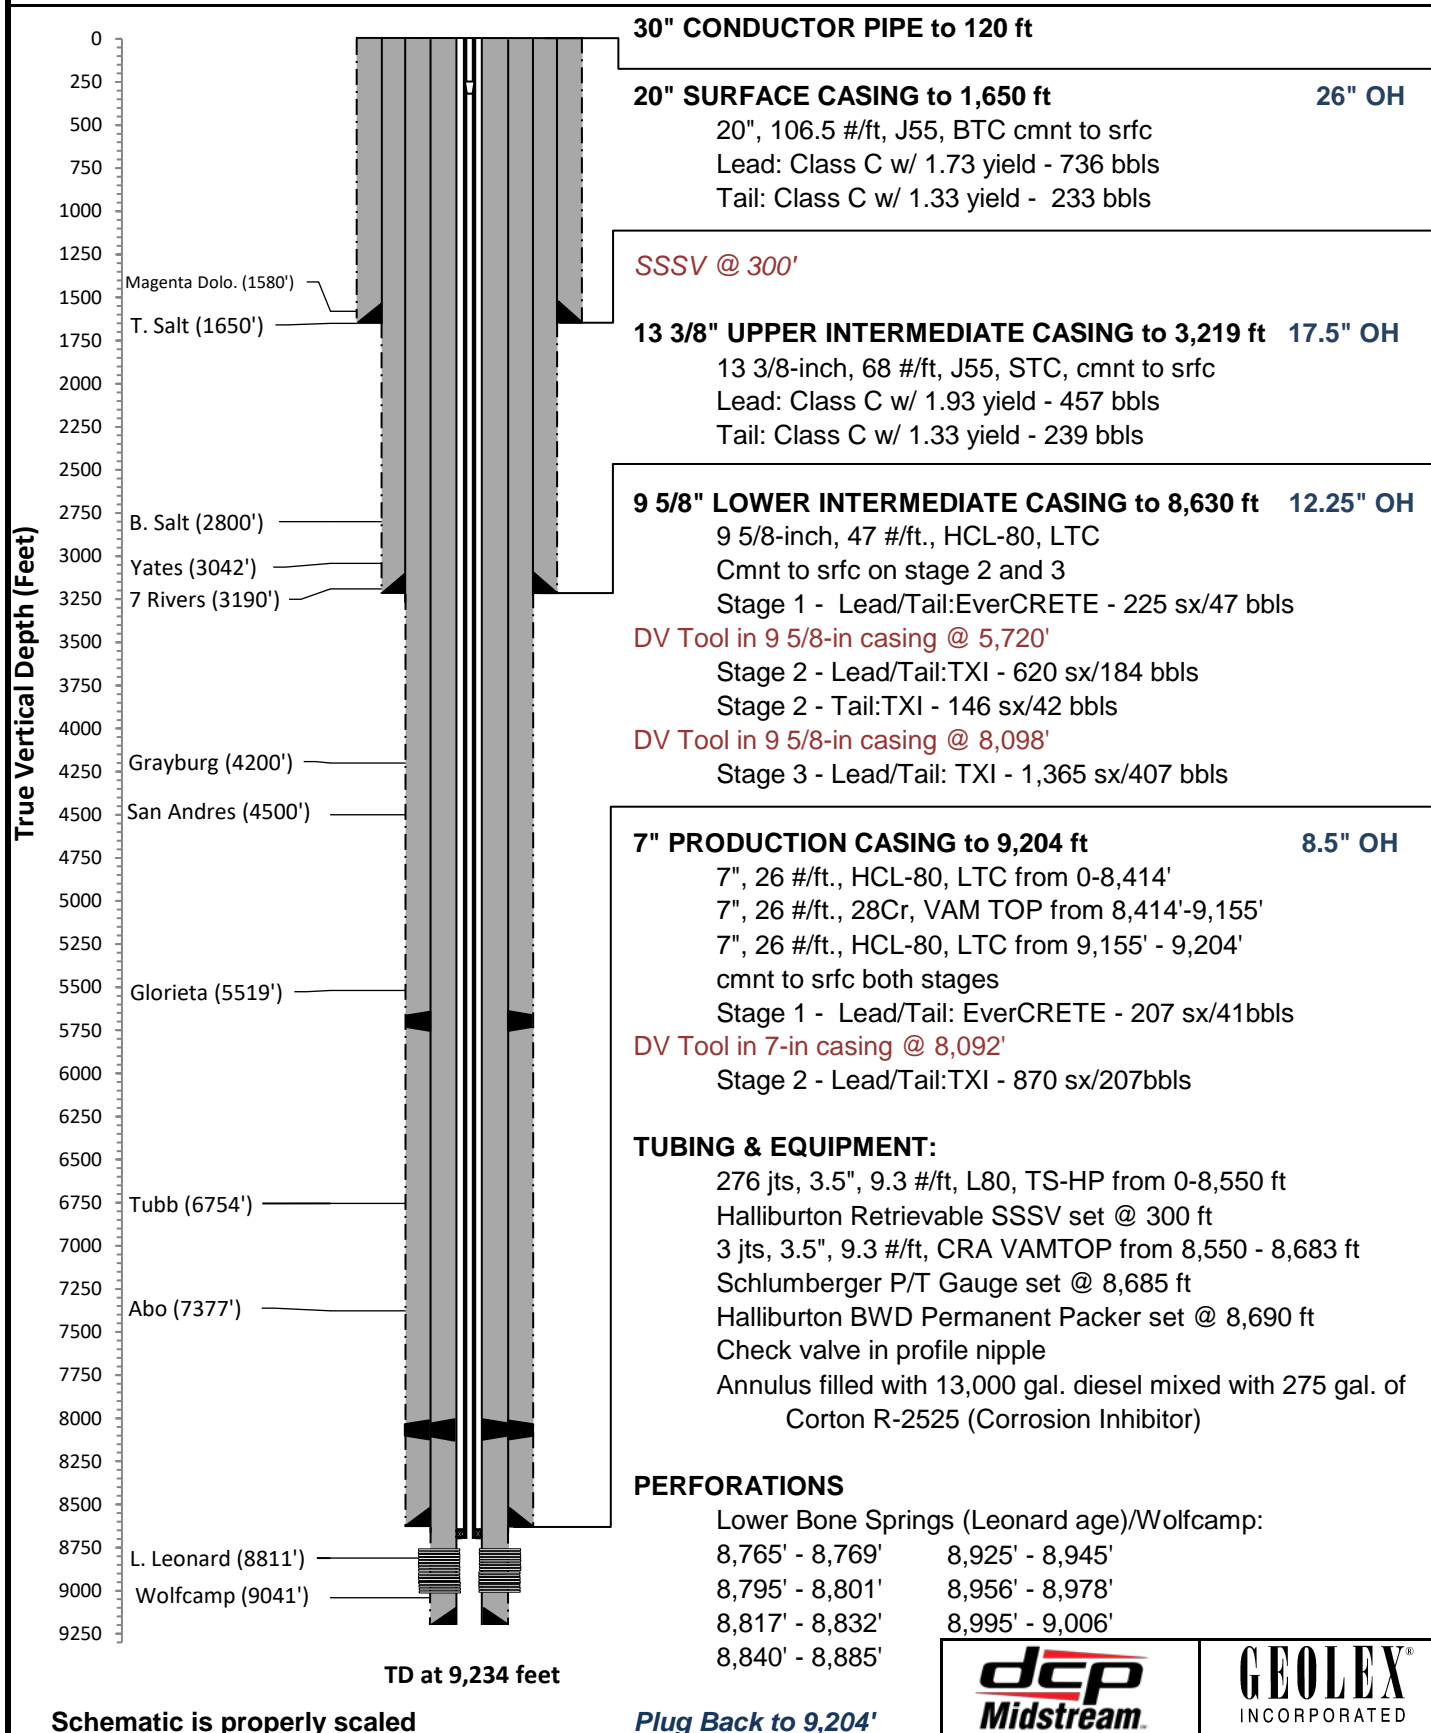 30" CONDUCTOR PIPE to 120 ft
20" SURFACE CASING to 1,650 ft 26" OH
20", 106.5 #/ft, J55, BTC cmnt to srfc
Lead: Class C w/ 1.73 yield - 736 bbls
Tail: Class C w/ 1.33 yield -  233 bbls
SSSV @ 300'
13 3/8" UPPER INTERMEDIATE CASING to 3,219 ft 17.5" OH
13 3/8-inch, 68 #/ft, J55, STC, cmnt to srfc
Lead: Class C w/ 1.93 yield - 457 bbls
Tail: Class C w/ 1.33 yield - 239 bbls
9 5/8" LOWER INTERMEDIATE CASING to 8,630 ft 12.25" OH
9 5/8-inch, 47 #/ft., HCL-80, LTC
Cmnt to srfc on stage 2 and 3
Stage 1 -  Lead/Tail:EverCRETE - 225 sx/47 bbls
DV Tool in 9 5/8-in casing @ 5,720'
Stage 2 - Lead/Tail:TXI - 620 sx/184 bbls
Stage 2 - Tail:TXI - 146 sx/42 bbls
DV Tool in 9 5/8-in casing @ 8,098'
Stage 3 - Lead/Tail: TXI - 1,365 sx/407 bbls
7" PRODUCTION CASING to 9,204 ft 8.5" OH
7", 26 #/ft., HCL-80, LTC from 0-8,414'
7", 26 #/ft., 28Cr, VAM TOP from 8,414'-9,155'
7", 26 #/ft., HCL-80, LTC from 9,155' - 9,204'
cmnt to srfc both stages
Stage 1 -  Lead/Tail: EverCRETE - 207 sx/41bbls
DV Tool in 7-in casing @ 8,092'
Stage 2 - Lead/Tail:TXI - 870 sx/207bbls
TUBING & EQUIPMENT:
276 jts, 3.5", 9.3 #/ft, L80, TS-HP from 0-8,550 ft
Halliburton Retrievable SSSV set @ 300 ft
3 jts, 3.5", 9.3 #/ft, CRA VAMTOP from 8,550 - 8,683 ft
Schlumberger P/T Gauge set @ 8,685 ft
Halliburton BWD Permanent Packer set @ 8,690 ft
Check valve in profile nipple
Annulus filled with 13,000 gal. diesel mixed with 275 gal. of
Corton R-2525 (Corrosion Inhibitor)
PERFORATIONS
Lower Bone Springs (Leonard age)/Wolfcamp:
8,765' - 8,769' 8,925' - 8,945'
8,795' - 8,801' 8,956' - 8,978'
8,817' - 8,832' 8,995' - 9,006'
8,840' - 8,885'
Plug Back to 9,204'
True Vertical Depth (Feet)
0
250
500
750
1000
1250
1500
1750
2000
2250
2500
2750
3000
3250
3500
3750
4000
4250
4500
4750
5000
5250
5500
5750
6000
6250
6500
6750
7000
7250
7500
7750
8000
8250
8500
8750
9000
9250
Magenta Dolo. (1580')
T. Salt (1650')
B. Salt (2800')
Yates (3042')
7 Rivers (3190')
Grayburg (4200')
San Andres (4500')
Glorieta (5519')
Tubb (6754')
Abo (7377')
L. Leonard (8811')
Wolfcamp (9041')
TD at 9,234 feet
Schematic is properly scaled
dcp
Midstream
GEOLEX®
INCORPORATED